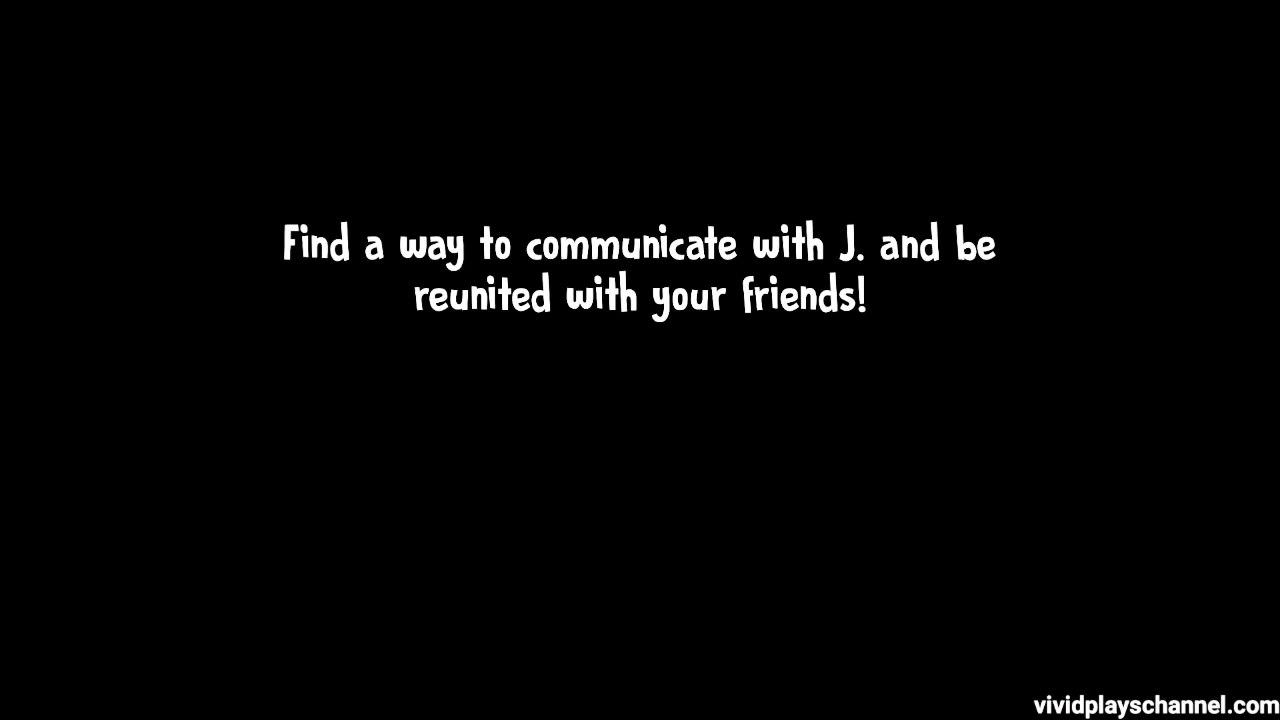 Find a way to communicate with J. and be
reunited with your friends!
vividplayschannel.com